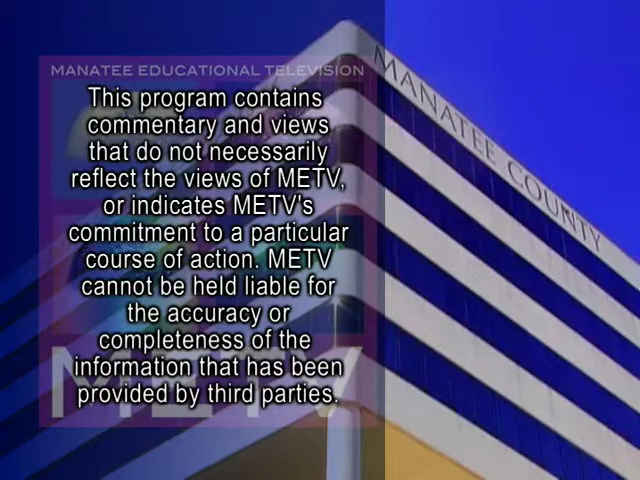 MANATEE EDUCATIONAL TELEVISION
This program contains
commentary and views
that do not necessarily
reflect the views of METV,
or indicates METV's
commitment to a particular
course of action. METV
cannot be held liable for
the accuracy or
completeness of the
information that has been
provided by third parties.
METV
MANATEE COUNTY